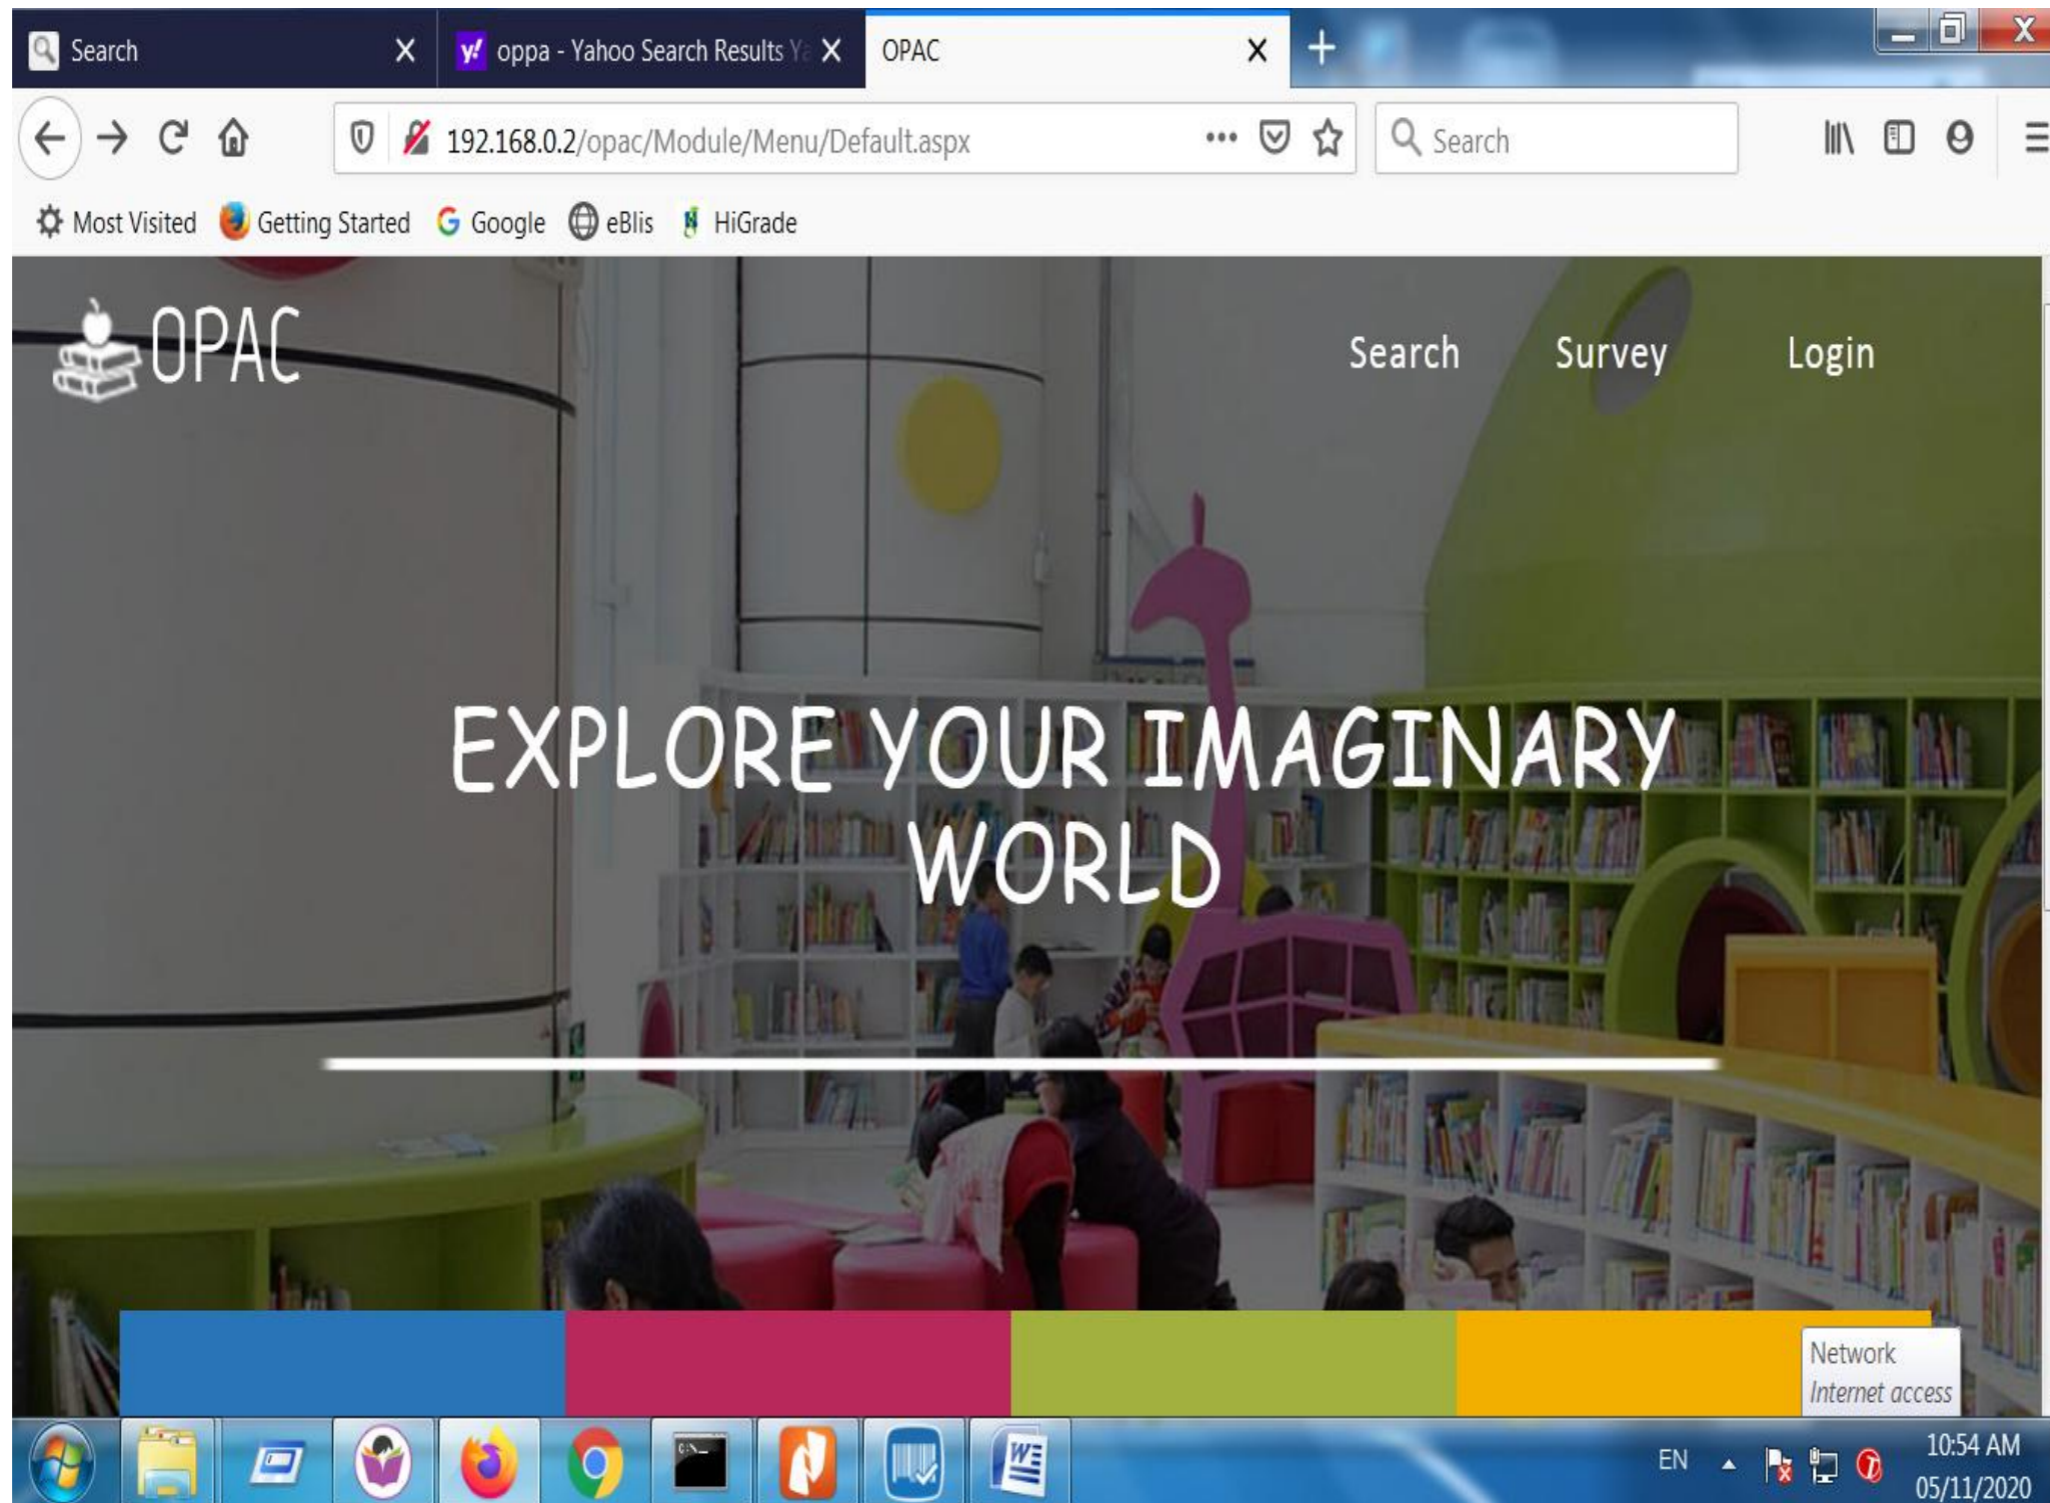 Search
oppa - Yahoo Search Results Ya
OPAC
192.168.0.2/opac/Module/Menu/Default.aspx
Search
Most Visited Getting Started Google eBlis HiGrade
OPAC
Search Survey Login
EXPLORE YOUR IMAGINARY
WORLD
Network
Internet access
EN
10:54 AM
05/11/2020